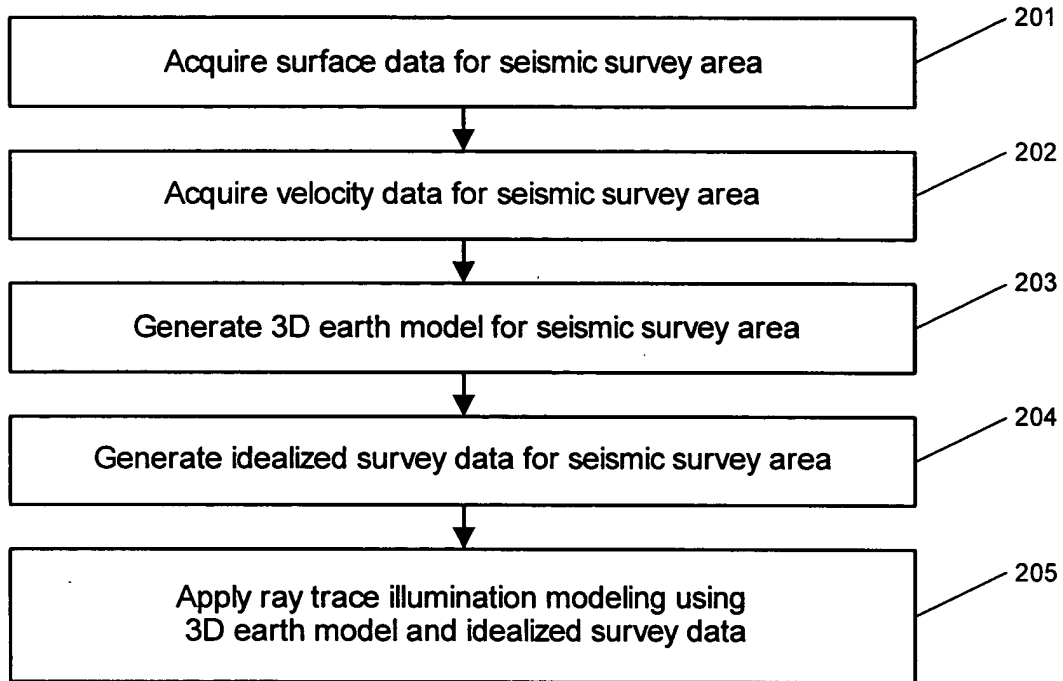 201
Acquire surface data for seismic survey area
202
Acquire velocity data for seismic survey area
203
Generate 3D earth model for seismic survey area
204
Generate idealized survey data for seismic survey area
205
Apply ray trace illumination modeling using
3D earth model and idealized survey data